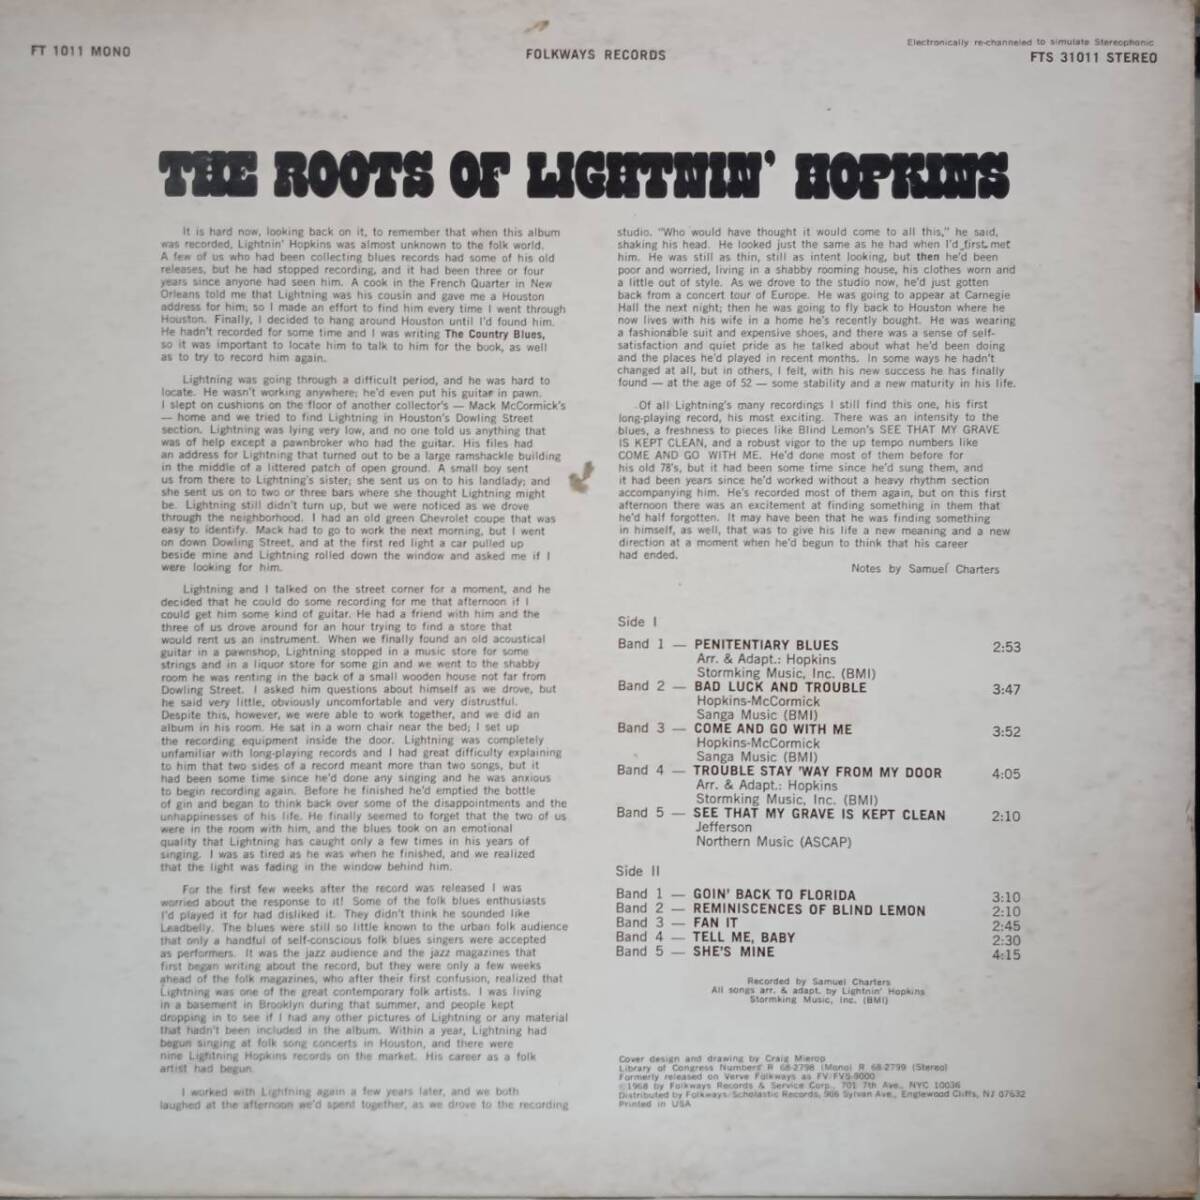 FT 1011 MONO
FOLKWAYS RECORDS
Electronically re-channeled to simulate Stereophonic
FTS 31011 STEREO
THE ROOTS OF LIGHTNIN' HOPKINS
It is hard now, looking back on it, to remember that when this album
was recorded, Lightnin' Hopkins was almost unknown to the folk world.
A few of us who had been collecting blues records had some of his old
releases, but he had stopped recording, and it had been three or four
years since anyone had seen him. A cook in the French Quarter in New
Orleans told me that Lightning was his cousin and gave me a Houston
address for him; so I made an effort to find him every time I went through
Houston. Finally, I decided to hang around Houston until I'd found him.
He hadn't recorded for some time and I was writing The Country Blues,
so it was important to locate him to talk to him for the book, as well
as to try to record him again.
Lightning was going through a difficult period, and he was hard to
locate. He wasn't working anywhere; he'd even put his guitar in pawn.
I slept on cushions on the floor of another collector's — Mack McCormick's
— home and we tried to find Lightning in Houston's Dowling Street
section. Lightning was lying very low, and no one told us anything that
was of help except a pawnbroker who had the guitar. His files had
an address for Lightning that turned out to be a large ramshackle building
in the middle of a littered patch of open ground. A small boy sent
us from there to Lightning's sister; she sent us on to his landlady; and
she sent us on to two or three bars where she thought Lightning might
be. Lightning still didn't turn up, but we were noticed as we drove
through the neighborhood. I had an old green Chevrolet coupe that was
easy to identify. Mack had to go to work the next morning, but I went
on down Dowling Street, and at the first red light a car pulled up
beside mine and Lightning rolled down the window and asked me if I
were looking for him.
Lightning and I talked on the street corner for a moment, and he
decided that he could do some recording for me that afternoon if I
could get him some kind of guitar. He had a friend with him and the
three of us drove around for an hour trying to find a store that
would rent us an instrument. When we finally found an old acoustical
guitar in a pawnshop, Lightning stopped in a music store for some
strings and in a liquor store for some gin and we went to the shabby
room he was renting in the back of a small wooden house not far from
Dowling Street. I asked him questions about himself as we drove, but
he said very little, obviously uncomfortable and very distrustful.
Despite this, however, we were able to work together, and we did an
album in his room. He sat in a worn chair near the bed; I set up
the recording equipment inside the door. Lightning was completely
unfamiliar with long-playing records and I had great difficulty explaining
to him that two sides of a record meant more than two songs, but it
had been some time since he'd done any singing and he was anxious
to begin recording again. Before he finished he'd emptied the bottle
of gin and began to think back over some of the disappointments and the
unhappinesses of his life. He finally seemed to forget that the two of us
were in the room with him, and the blues took on an emotional
quality that Lightning has caught only a few times in his years of
singing. I was as tired as he was when he finished, and we realized
that the light was fading in the window behind him.
For the first few weeks after the record was released I was
worried about the response to it! Some of the folk blues enthusiasts
I'd played it for had disliked it. They didn't think he sounded like
Leadbelly. The blues were still so little known to the urban folk audience
that only a handful of self-conscious folk blues singers were accepted
as performers. It was the jazz audience and the jazz magazines that
first began writing about the record, but they were only a few weeks
ahead of the folk magazines, who after their first confusion, realized that
Lightning was one of the great contemporary folk artists. I was living
in a basement in Brooklyn during that summer, and people kept
dropping in to see if I had any other pictures of Lightning or any material
that hadn't been included in the album. Within a year, Lightning had
begun singing at folk song concerts in Houston, and there were
nine Lightning Hopkins records on the market. His career as a folk
artist had begun.
I worked with Lightning again a few years later, and we both
laughed at the afternoon we'd spent together, as we drove to the recording
studio. "Who would have thought it would come to all this," he said,
shaking his head. He looked just the same as he had when I'd first met
him. He was still as thin, still as intent looking, but then he'd been
poor and worried, living in a shabby rooming house, his clothes worn and
a little out of style. As we drove to the studio now, he'd just gotten
back from a concert tour of Europe. He was going to appear at Carnegie
Hall the next night; then he was going to fly back to Houston where he
now lives with his wife in a home he's recently bought. He was wearing
a fashionable suit and expensive shoes, and there was a sense of self-
satisfaction and quiet pride as he talked about what he'd been doing
and the places he'd played in recent months. In some ways he hadn't
changed at all, but in others, I felt, with his new success he has finally
found — at the age of 52 — some stability and a new maturity in his life.
Of all Lightning's many recordings I still find this one, his first
long-playing record, his most exciting. There was an intensity to the
blues, a freshness to pieces like Blind Lemon's SEE THAT MY GRAVE
IS KEPT CLEAN, and a robust vigor to the up tempo numbers like
COME AND GO WITH ME. He'd done most of them before for
his old 78's, but it had been some time since he'd sung them, and
it had been years since he'd worked without a heavy rhythm section
accompanying him. He's recorded most of them again, but on this first
afternoon there was an excitement at finding something in them that
he'd half forgotten. It may have been that he was finding something
in himself, as well, that was to give his life a new meaning and a new
direction at a moment when he'd begun to think that his career
had ended.
Notes by Samuel Charters
Side I
Band 1 — PENITENTIARY BLUES 2:53
Arr. & Adapt.: Hopkins
Stormking Music, Inc. (BMI)
Band 2 — BAD LUCK AND TROUBLE 3:47
Hopkins-McCormick
Sanga Music (BMI)
Band 3 — COME AND GO WITH ME 3:52
Hopkins-McCormick
Sanga Music (BMI)
Band 4 — TROUBLE STAY 'WAY FROM MY DOOR 4:05
Arr. & Adapt.: Hopkins
Stormking Music, Inc. (BMI)
Band 5 — SEE THAT MY GRAVE IS KEPT CLEAN 2:10
Jefferson
Northern Music (ASCAP)
Side II
Band 1 — GOIN' BACK TO FLORIDA 3:10
Band 2 — REMINISCENCES OF BLIND LEMON 2:10
Band 3 — FAN IT 2:45
Band 4 — TELL ME, BABY 2:30
Band 5 — SHE'S MINE 4:15
Recorded by Samuel Charters
All songs arr. & adapt. by Lightnin' Hopkins
Stormking Music, Inc. (BMI)
Cover design and drawing by Craig Mierop
Library of Congress Numbers R 68-2798 (Mono) R 68-2799 (Stereo)
Formerly released on Verve Folkways as FV/FVS-9000
©1968 by Folkways Records & Service Corp., 701 7th Ave., NYC 10036
Distributed by Folkways/Scholastic Records, 906 Sylvan Ave., Englewood Cliffs, NJ 07632
Printed in USA